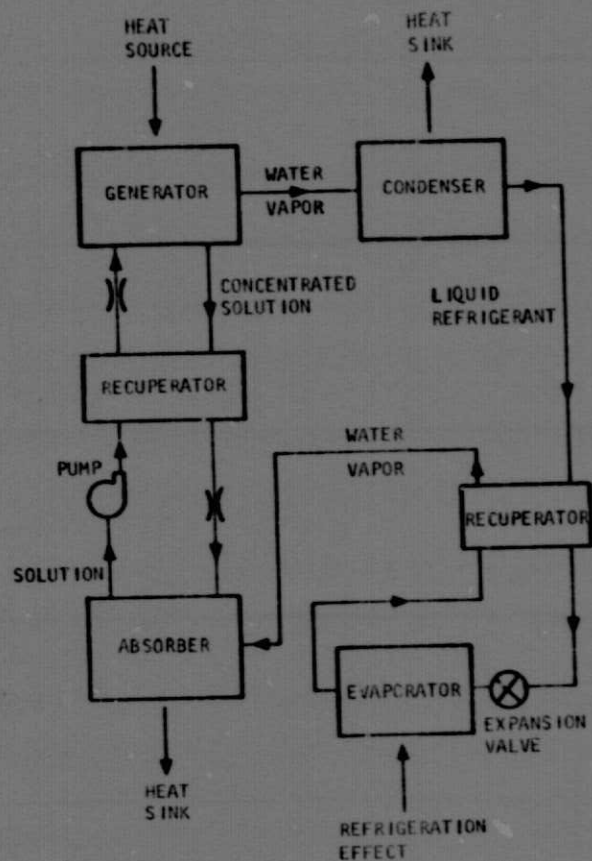 HEAT
SOURCE
HEAT
SINK
GENERATOR
WATER
VAPOR
CONDENSER
CONCENTRATED
SOLUTION
LIQUID
REFRIGERANT
RECUPERATOR
WATER
VAPOR
PUMP
RECUPERATOR
SOLUTION
ABSORBER
EVAPORATOR
EXPANSION
VALVE
HEAT
SINK
REFRIGERATION
EFFECT